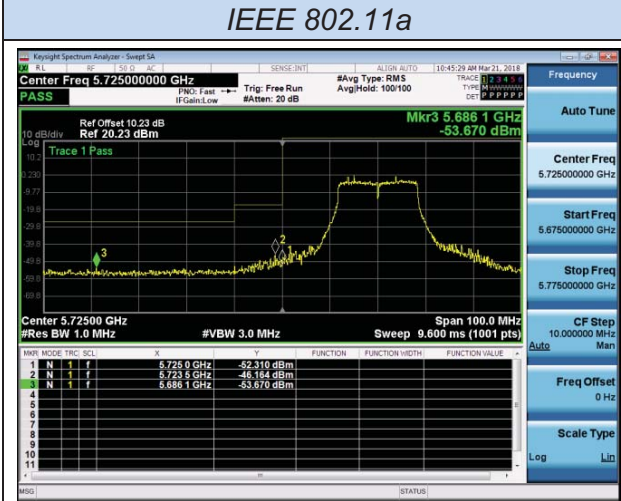 IEEE 802.11a
Keysight Spectrum Analyzer - Swept SA
RL RF 50 Ω AC SENSE:INT ALIGN AUTO 10:45:29 AM Mar 21, 2018
Center Freq 5.725000000 GHz
PASS
PNO: Fast
IFGain:Low
Trig: Free Run
#Atten: 20 dB
#Avg Type: RMS
Avg|Hold: 100/100
TRACE 1 2 3 4 5 6
TYPE M
DET P P P P P P
Frequency
Auto Tune
Center Freq
5.725000000 GHz
Start Freq
5.675000000 GHz
Stop Freq
5.775000000 GHz
CF Step
10.000000 MHz
Auto Man
Freq Offset
0 Hz
Scale Type
Log Lin
Ref Offset 10.23 dB
10 dB/div Ref 20.23 dBm
Log
Mkr3 5.686 1 GHz
-53.670 dBm
Trace 1 Pass
10.2
0.230
-9.77
-19.8
-29.8
-39.8
-49.8
-59.8
-69.8
3
2
1
Center 5.72500 GHz Span 100.0 MHz
#Res BW 1.0 MHz #VBW 3.0 MHz Sweep 9.600 ms (1001 pts)
MKR MODE TRC SCL X Y FUNCTION FUNCTION WIDTH FUNCTION VALUE
1 N 1 f 5.725 0 GHz -52.310 dBm
2 N 1 f 5.723 5 GHz -46.164 dBm
3 N 1 f 5.686 1 GHz -53.670 dBm
4
5
6
7
8
9
10
11
MSG STATUS